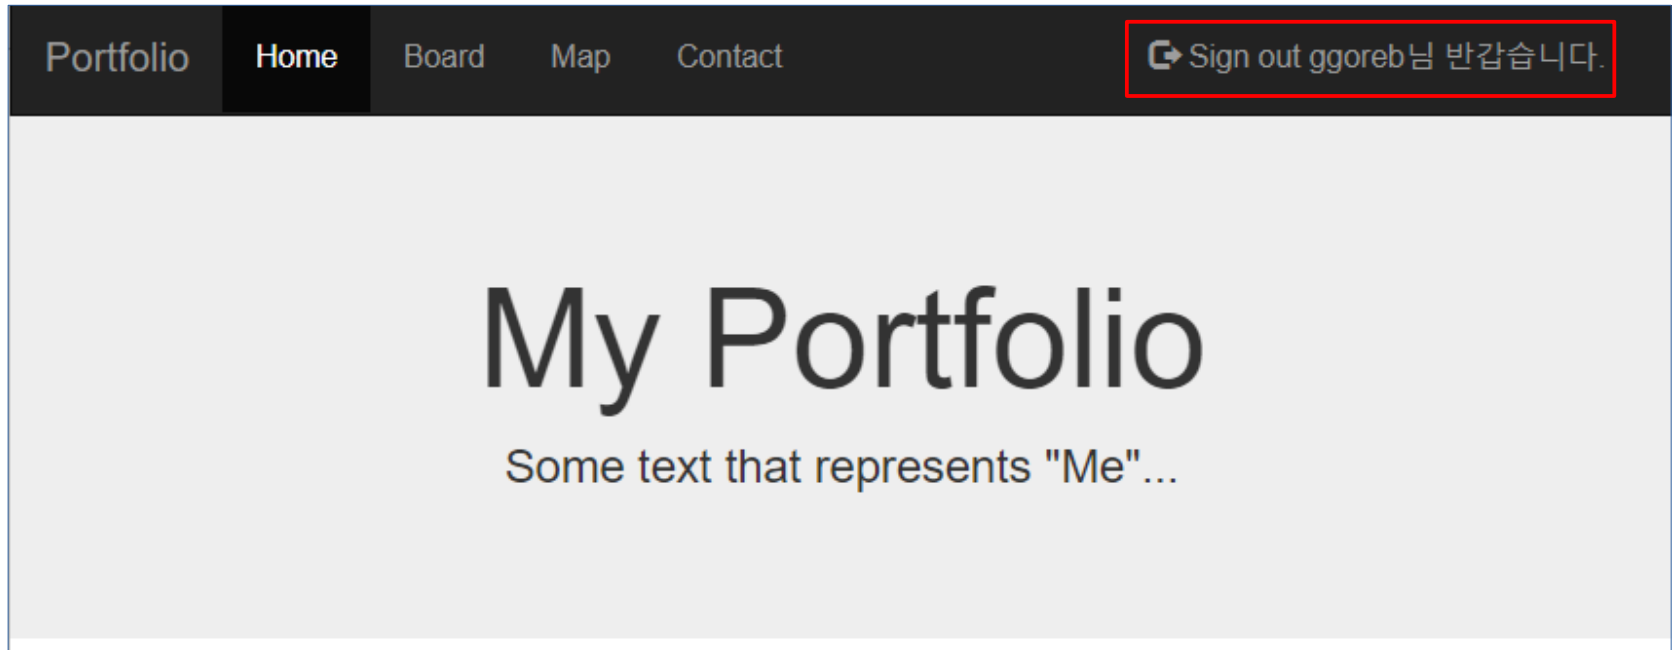 Portfolio Home Board Map Contact Sign out ggoreb님 반갑습니다.
My Portfolio
Some text that represents "Me"...